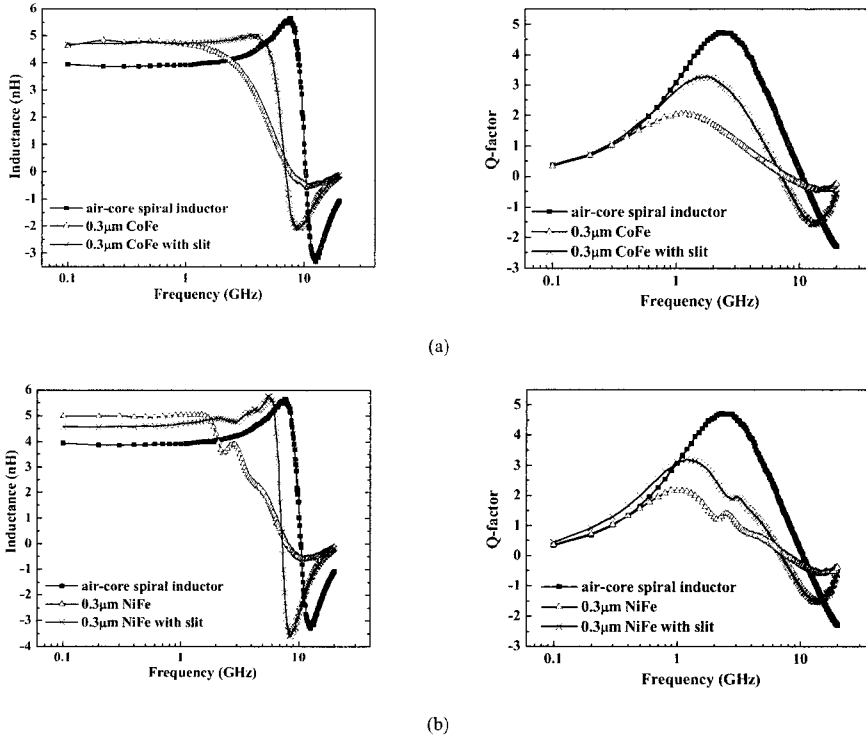 6
5
4
3
2
1
0
-1
-2
-3
Inductance (nH)
air-core spiral inductor
0.3μm CoFe
0.3μm CoFe with slit
0.1
1
10
Frequency (GHz)
5
4
3
2
1
0
-1
-2
-3
Q-factor
air-core spiral inductor
0.3μm CoFe
0.3μm CoFe with slit
0.1
1
10
Frequency (GHz)
(a)
6
5
4
3
2
1
0
-1
-2
-3
-4
Inductance (nH)
air-core spiral inductor
0.3μm NiFe
0.3μm NiFe with slit
0.1
1
10
Frequency (GHz)
5
4
3
2
1
0
-1
-2
-3
Q-factor
air-core spiral inductor
0.3μm NiFe
0.3μm NiFe with slit
0.1
1
10
Frequency (GHz)
(b)